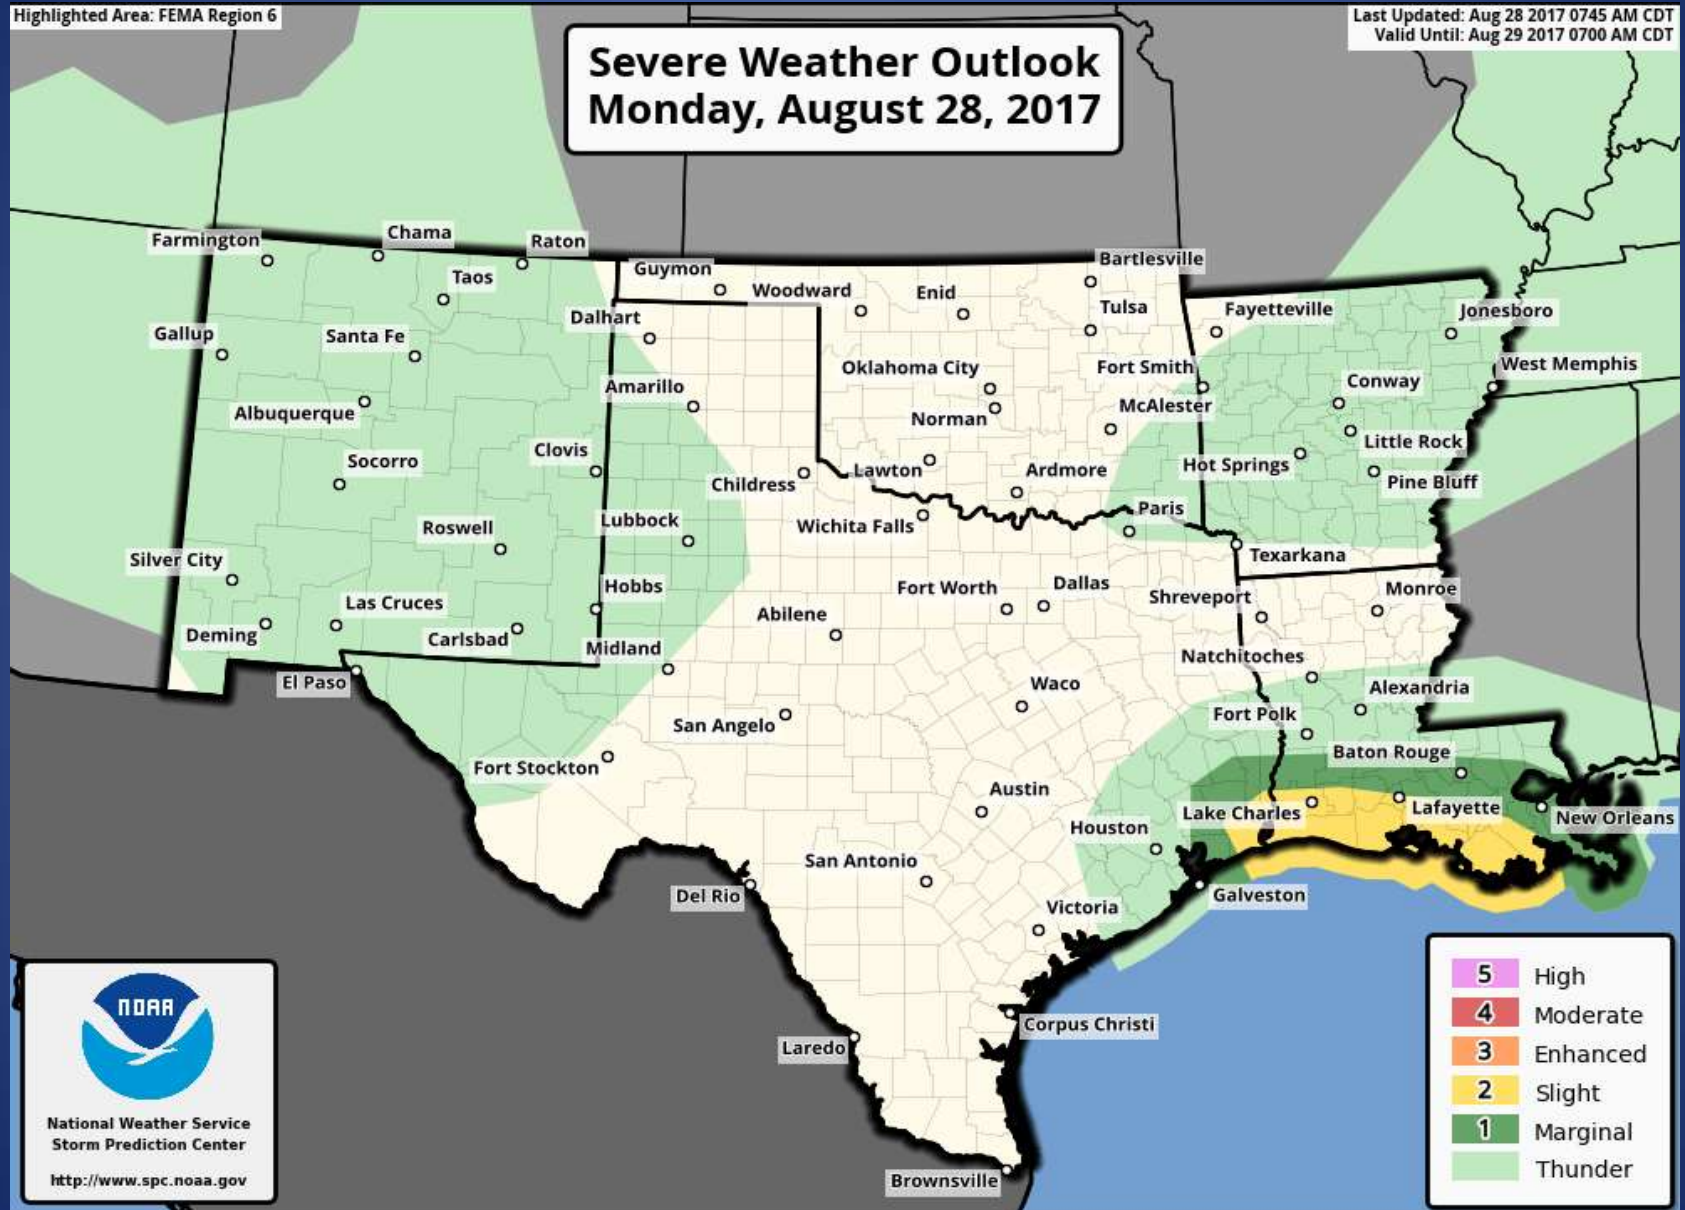 Highlighted Area: FEMA Region 6
Last Updated: Aug 28 2017 0745 AM CDT
Valid Until: Aug 29 2017 0700 AM CDT
Severe Weather Outlook
Monday, August 28, 2017
Farmington
Chama
Raton
Taos
Guymon
Woodward
Enid
Bartlesville
Tulsa
Fayetteville
Jonesboro
Gallup
Santa Fe
Dalhart
Oklahoma City
Fort Smith
Conway
West Memphis
Albuquerque
Amarillo
Norman
McAlester
Little Rock
Socorro
Clovis
Childress
Lawton
Ardmore
Hot Springs
Pine Bluff
Roswell
Lubbock
Wichita Falls
Paris
Texarkana
Silver City
Las Cruces
Hobbs
Abilene
Fort Worth
Dallas
Shreveport
Monroe
Deming
Carlsbad
Midland
Natchitoches
El Paso
San Angelo
Waco
Fort Polk
Alexandria
Fort Stockton
Austin
Baton Rouge
Houston
Lake Charles
Lafayette
New Orleans
San Antonio
Del Rio
Victoria
Galveston
Laredo
Corpus Christi
Brownsville
NOAA
National Weather Service
Storm Prediction Center
http://www.spc.noaa.gov
5 High
4 Moderate
3 Enhanced
2 Slight
1 Marginal
Thunder